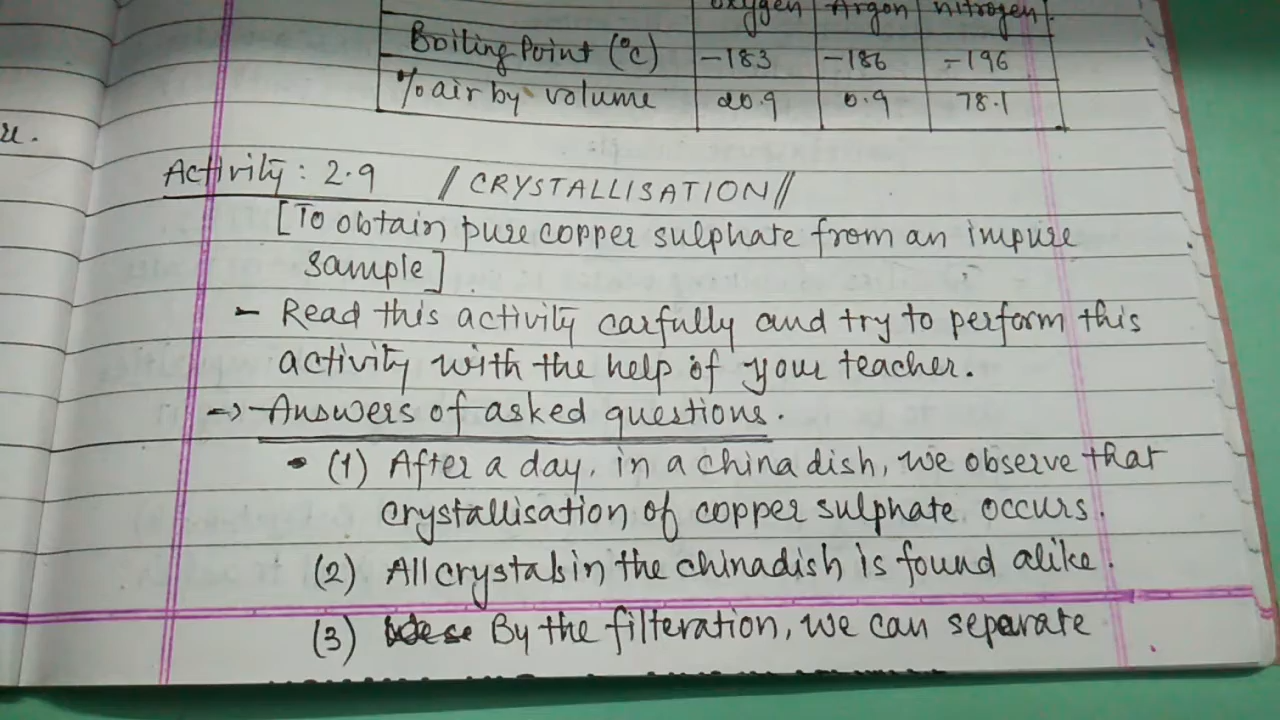 oxygen Argon nitrogen
Boiling Point (°c) -183 -186 -196
% air by volume 20.9 0.9 78.1
Activity : 2.9 / CRYSTALLISATION //
[To obtain pure copper sulphate from an impure
sample]
- Read this activity carfully and try to perform this
activity with the help of your teacher.
-> Answers of asked questions.
(1) After a day, in a china dish, we observe that
crystallisation of copper sulphate occurs.
(2) All crystals in the chinadish is found alike.
(3) By the filteration, we can separate